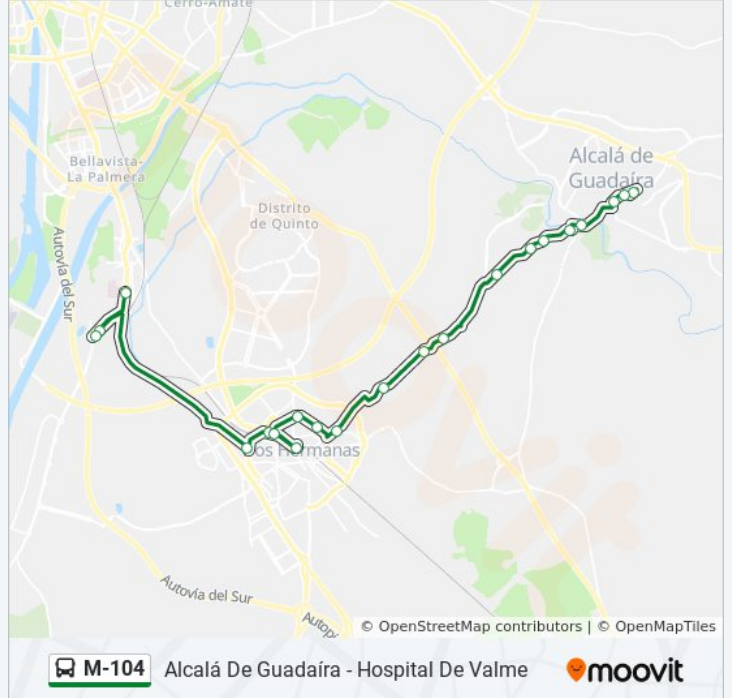 Cerro-Amate
Alcalá de
Guadaíra
Bellavista-
La Palmera
Distrito
de Quinto
Autovía del Sur
Dos Hermanas
Autovía del Sur
© OpenStreetMap contributors | © OpenMapTiles
M-104 Alcalá De Guadaíra - Hospital De Valme moovit